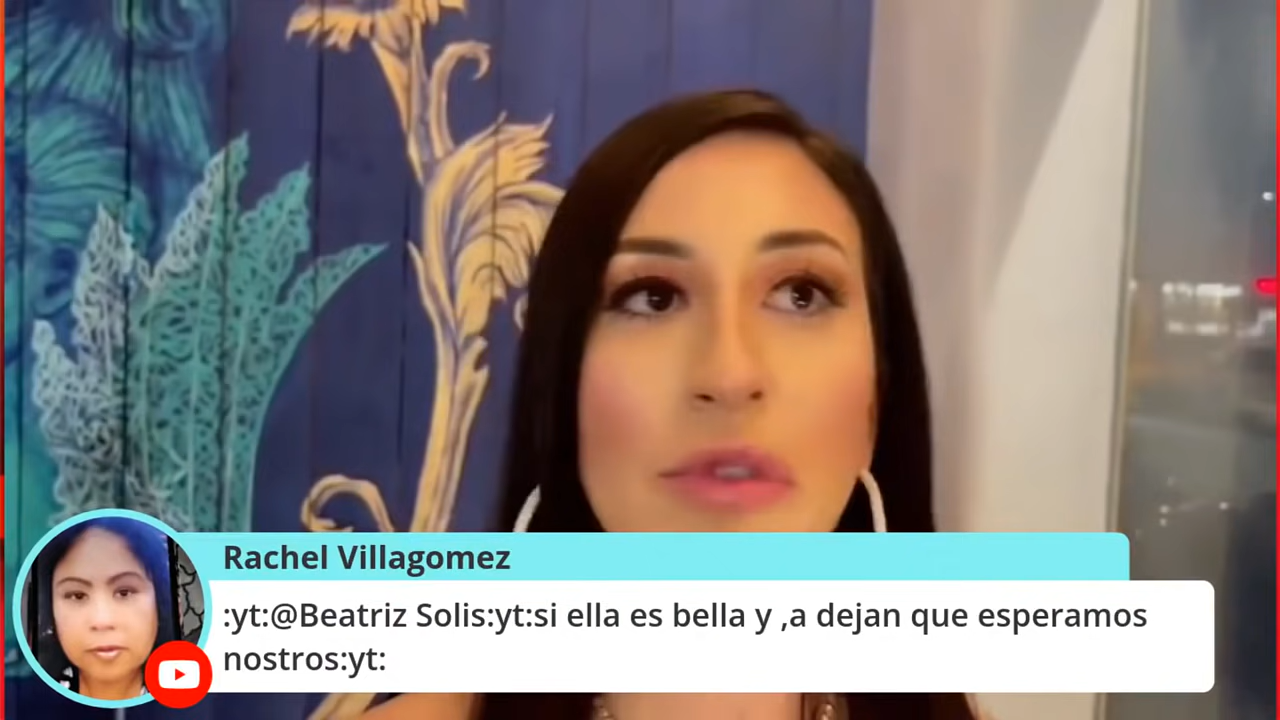 Rachel Villagomez
:yt:@Beatriz Solis:yt:si ella es bella y ,a dejan que esperamos
nostros:yt: